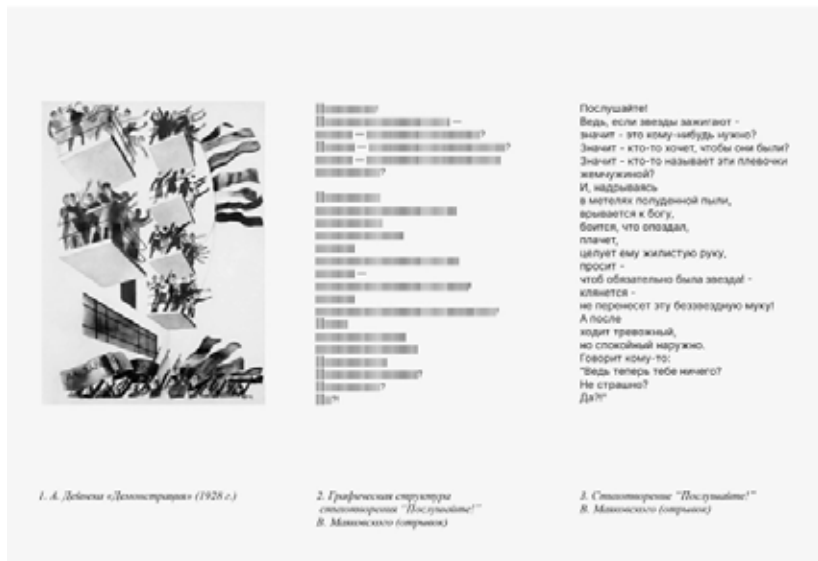 Послушайте!
Ведь, если звезды зажигают -
значит - это кому-нибудь нужно?
Значит - кто-то хочет, чтобы они были?
Значит - кто-то называет эти плевочки
жемчужиной?
И, надрываясь
в метелях полуденной пыли,
врывается к богу,
боится, что опоздал,
плачет,
целует ему жилистую руку,
просит -
чтоб обязательно была звезда! -
клянется -
не перенесет эту беззвездную муку!
А после
ходит тревожный,
но спокойный наружно.
Говорит кому-то:
"Ведь теперь тебе ничего?
Не страшно?
Да?!"
1. А. Дейнека «Демонстрация» (1928 г.)
2. Графическая структура
стихотворения "Послушайте!"
В. Маяковского (отрывок)
3. Стихотворение "Послушайте!"
В. Маяковского (отрывок)